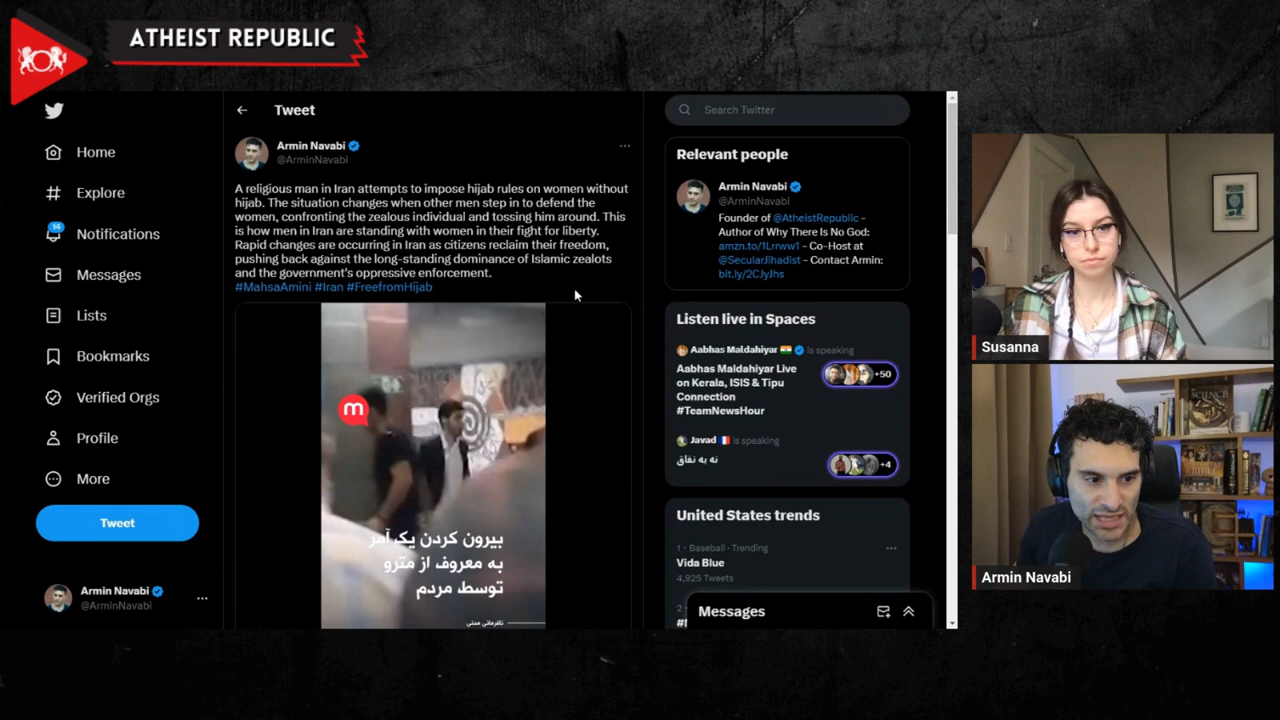 ATHEIST REPUBLIC
Home
Explore
14
Notifications
Messages
Lists
Bookmarks
Verified Orgs
Profile
More
Tweet
Armin Navabi
@ArminNavabi
Tweet
Armin Navabi
@ArminNavabi
A religious man in Iran attempts to impose hijab rules on women without
hijab. The situation changes when other men step in to defend the
women, confronting the zealous individual and tossing him around. This
is how men in Iran are standing with women in their fight for liberty.
Rapid changes are occurring in Iran as citizens reclaim their freedom,
pushing back against the long-standing dominance of Islamic zealots
and the government's oppressive enforcement.
#MahsaAmini #Iran #FreefromHijab
m
بیرون کردن یک آمر
به معروف از مترو
توسط مردم
نافرمانی مدنی
Search Twitter
Relevant people
Armin Navabi
@ArminNavabi
Founder of @AtheistRepublic -
Author of Why There Is No God:
amzn.to/1Lrrww1 - Co-Host at
@SecularJihadist - Contact Armin:
bit.ly/2CJyJhs
Listen live in Spaces
Aabhas Maldahiyar is speaking
Aabhas Maldahiyar Live
on Kerala, ISIS & Tipu
Connection
#TeamNewsHour
+50
Javad is speaking
نه به نفاق
+4
United States trends
1 · Baseball · Trending
Vida Blue
4,925 Tweets
2
Messages
Susanna
SCIENCE
BIBLE
Armin Navabi